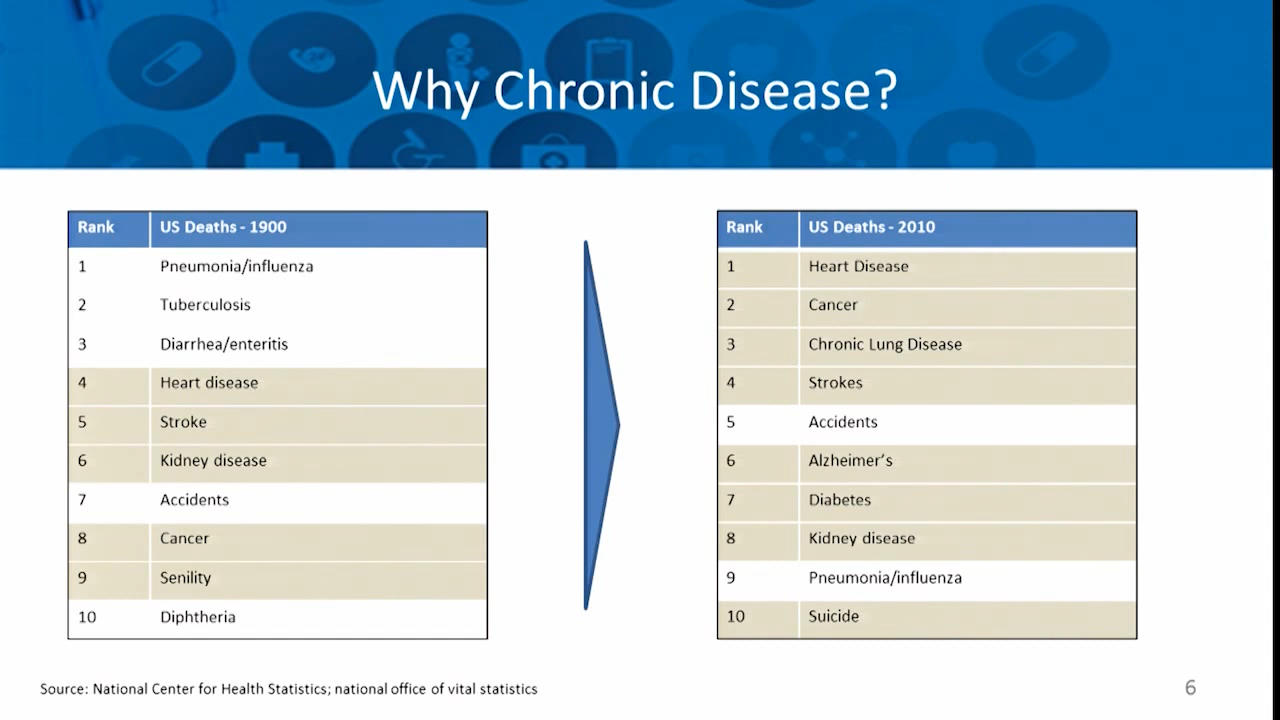 Why Chronic Disease?
Rank US Deaths - 1900
1 Pneumonia/influenza
2 Tuberculosis
3 Diarrhea/enteritis
4 Heart disease
5 Stroke
6 Kidney disease
7 Accidents
8 Cancer
9 Senility
10 Diphtheria
Rank US Deaths - 2010
1 Heart Disease
2 Cancer
3 Chronic Lung Disease
4 Strokes
5 Accidents
6 Alzheimer’s
7 Diabetes
8 Kidney disease
9 Pneumonia/influenza
10 Suicide
Source: National Center for Health Statistics; national office of vital statistics
6